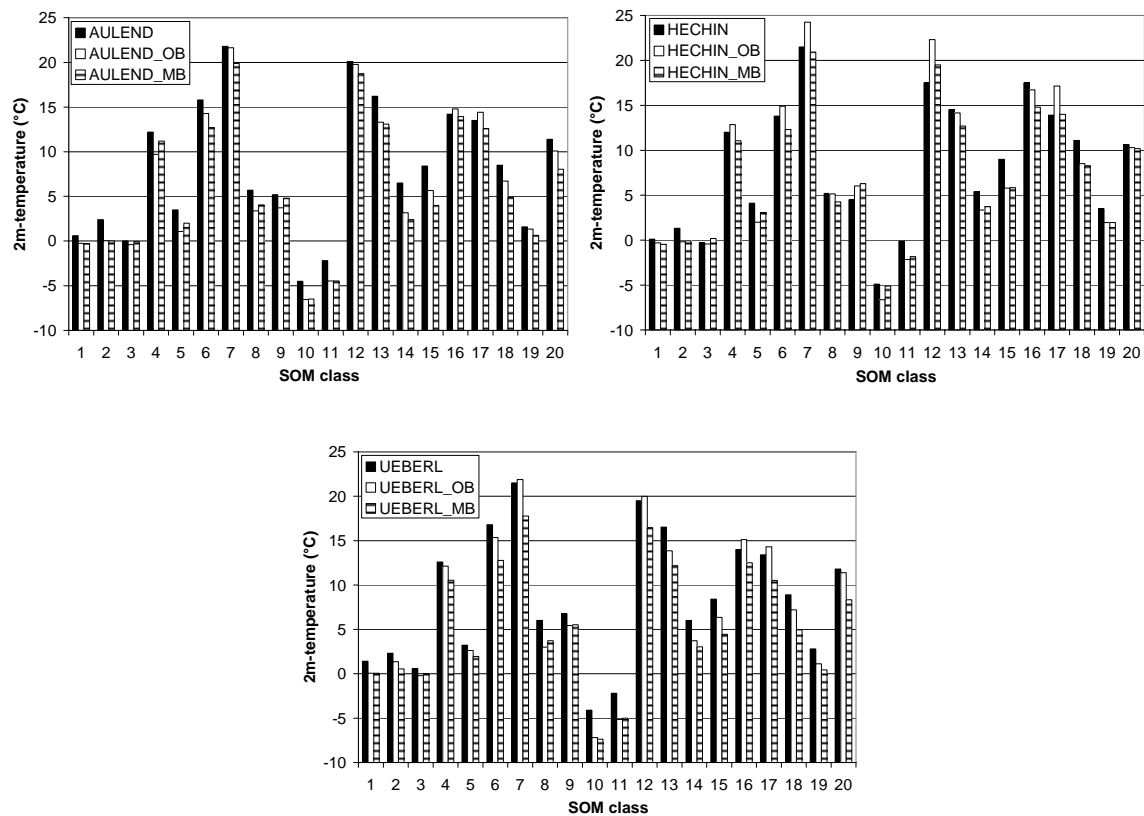 25
20
15
10
5
0
-5
-10
2m-temperature (°C)
AULEND
AULEND_OB
AULEND_MB
1 2 3 4 5 6 7 8 9 10 11 12 13 14 15 16 17 18 19 20
SOM class
25
20
15
10
5
0
-5
-10
2m-temperature (°C)
HECHIN
HECHIN_OB
HECHIN_MB
1 2 3 4 5 6 7 8 9 10 11 12 13 14 15 16 17 18 19 20
SOM class
25
20
15
10
5
0
-5
-10
2m-temperature (°C)
UEBERL
UEBERL_OB
UEBERL_MB
1 2 3 4 5 6 7 8 9 10 11 12 13 14 15 16 17 18 19 20
SOM class